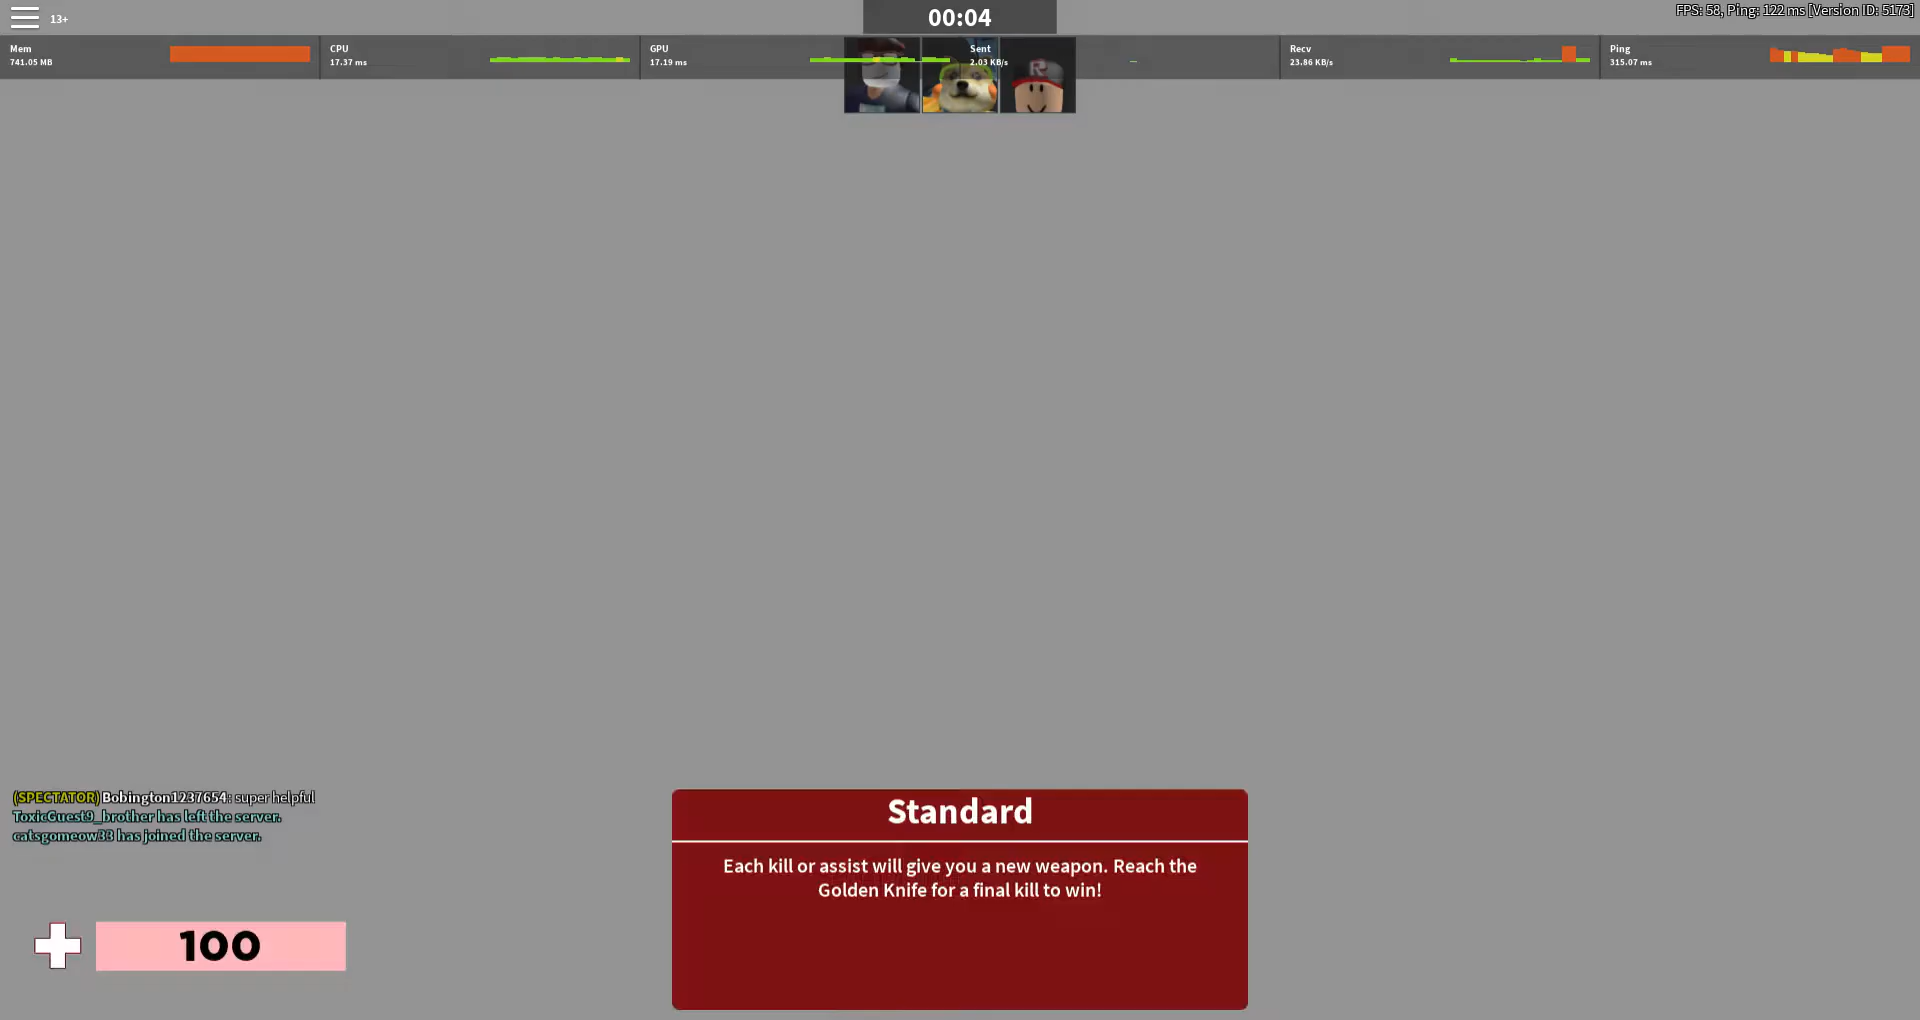 13+
00:04
FPS: 58, Ping: 122 ms [Version ID: 5173]
Mem
741.05 MB
CPU
17.37 ms
GPU
17.19 ms
Sent
2.03 KB/s
Recv
23.86 KB/s
Ping
315.07 ms
R
(SPECTATOR) Bobington1237654: super helpful
ToxicGuest9_brother has left the server.
catsgomeow33 has joined the server.
Standard
Each kill or assist will give you a new weapon. Reach the
Golden Knife for a final kill to win!
100